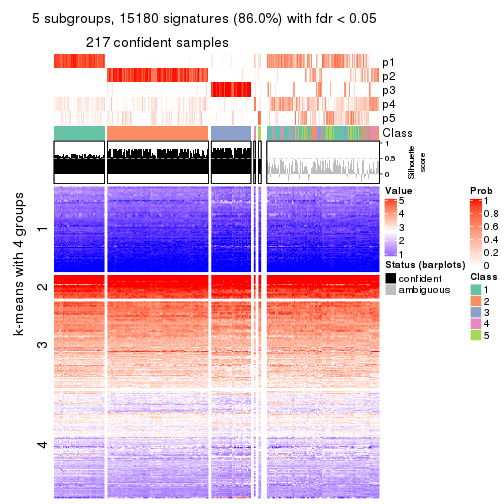 5 subgroups, 15180 signatures (86.0%) with fdr < 0.05
217 confident samples
p1
p2
p3
p4
p5
Class
1
0.5
0
Silhouette
score
k-means with 4 groups
1
2
3
4
Value
5
4
3
2
1
Status (barplots)
confident
ambiguous
Prob
1
0.8
0.6
0.4
0.2
0
Class
1
2
3
4
5